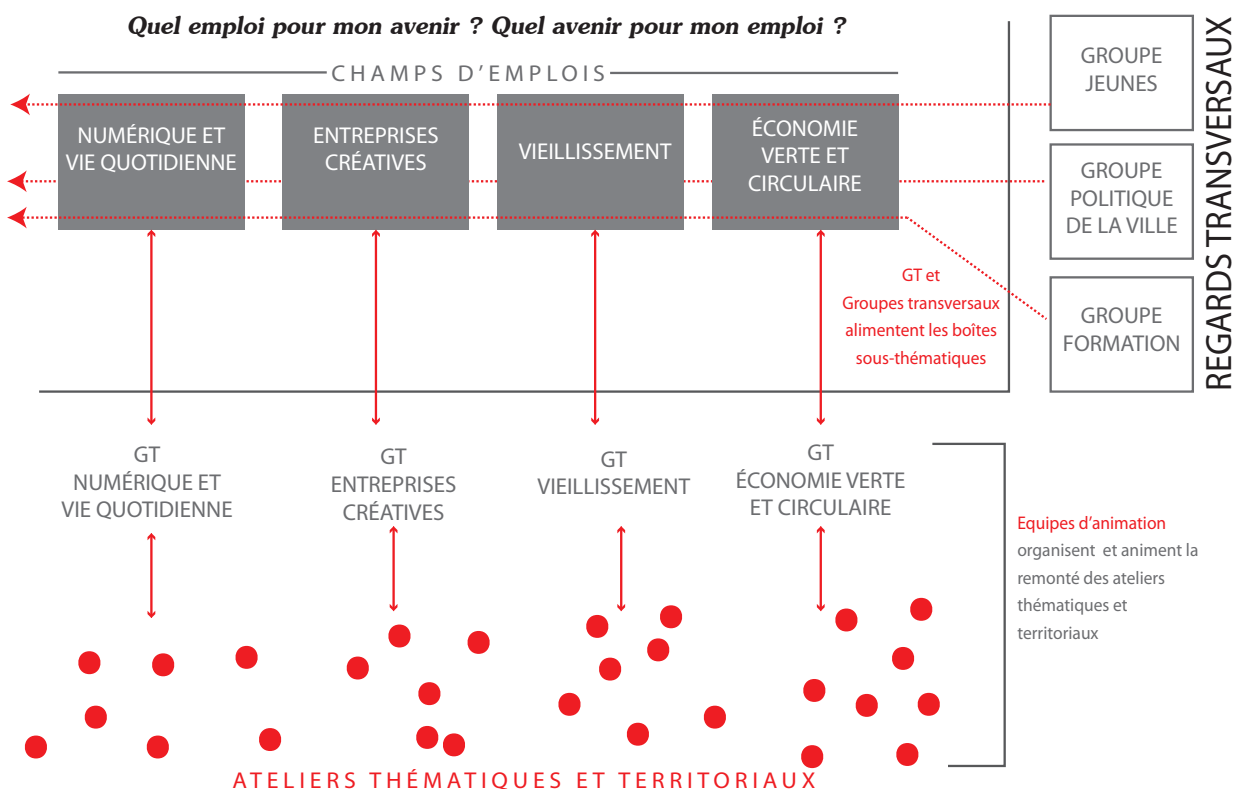 Quel emploi pour mon avenir ? Quel avenir pour mon emploi ?
CHAMPS D'EMPLOIS
NUMÉRIQUE ET
VIE QUOTIDIENNE
ENTREPRISES
CRÉATIVES
VIEILLISSEMENT
ÉCONOMIE
VERTE ET
CIRCULAIRE
GROUPE
JEUNES
GROUPE
POLITIQUE
DE LA VILLE
GROUPE
FORMATION
REGARDS TRANSVERSAUX
GT et
Groupes transversaux
alimentent les boîtes
sous-thématiques
GT
NUMÉRIQUE ET
VIE QUOTIDIENNE
GT
ENTREPRISES
CRÉATIVES
GT
VIEILLISSEMENT
GT
ÉCONOMIE VERTE
ET CIRCULAIRE
Equipes d'animation
organisent et animent la
remonté des ateliers
thématiques et
territoriaux
ATELIERS THÉMATIQUES ET TERRITORIAUX